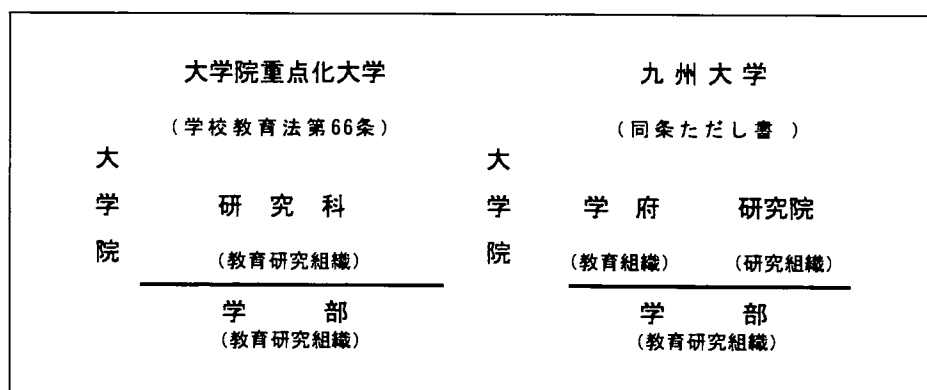 大学院重点化大学
(学校教育法第66条)
大学院
研究科
(教育研究組織)
学部
(教育研究組織)
九州大学
(同条ただし書)
大学院
学府 研究院
(教育組織) (研究組織)
学部
(教育研究組織)